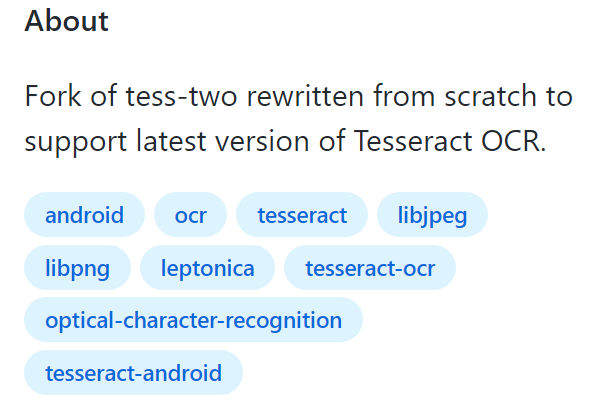 About
Fork of tess-two rewritten from scratch to
support latest version of Tesseract OCR.
android ocr tesseract libjpeg
libpng leptonica tesseract-ocr
optical-character-recognition
tesseract-android